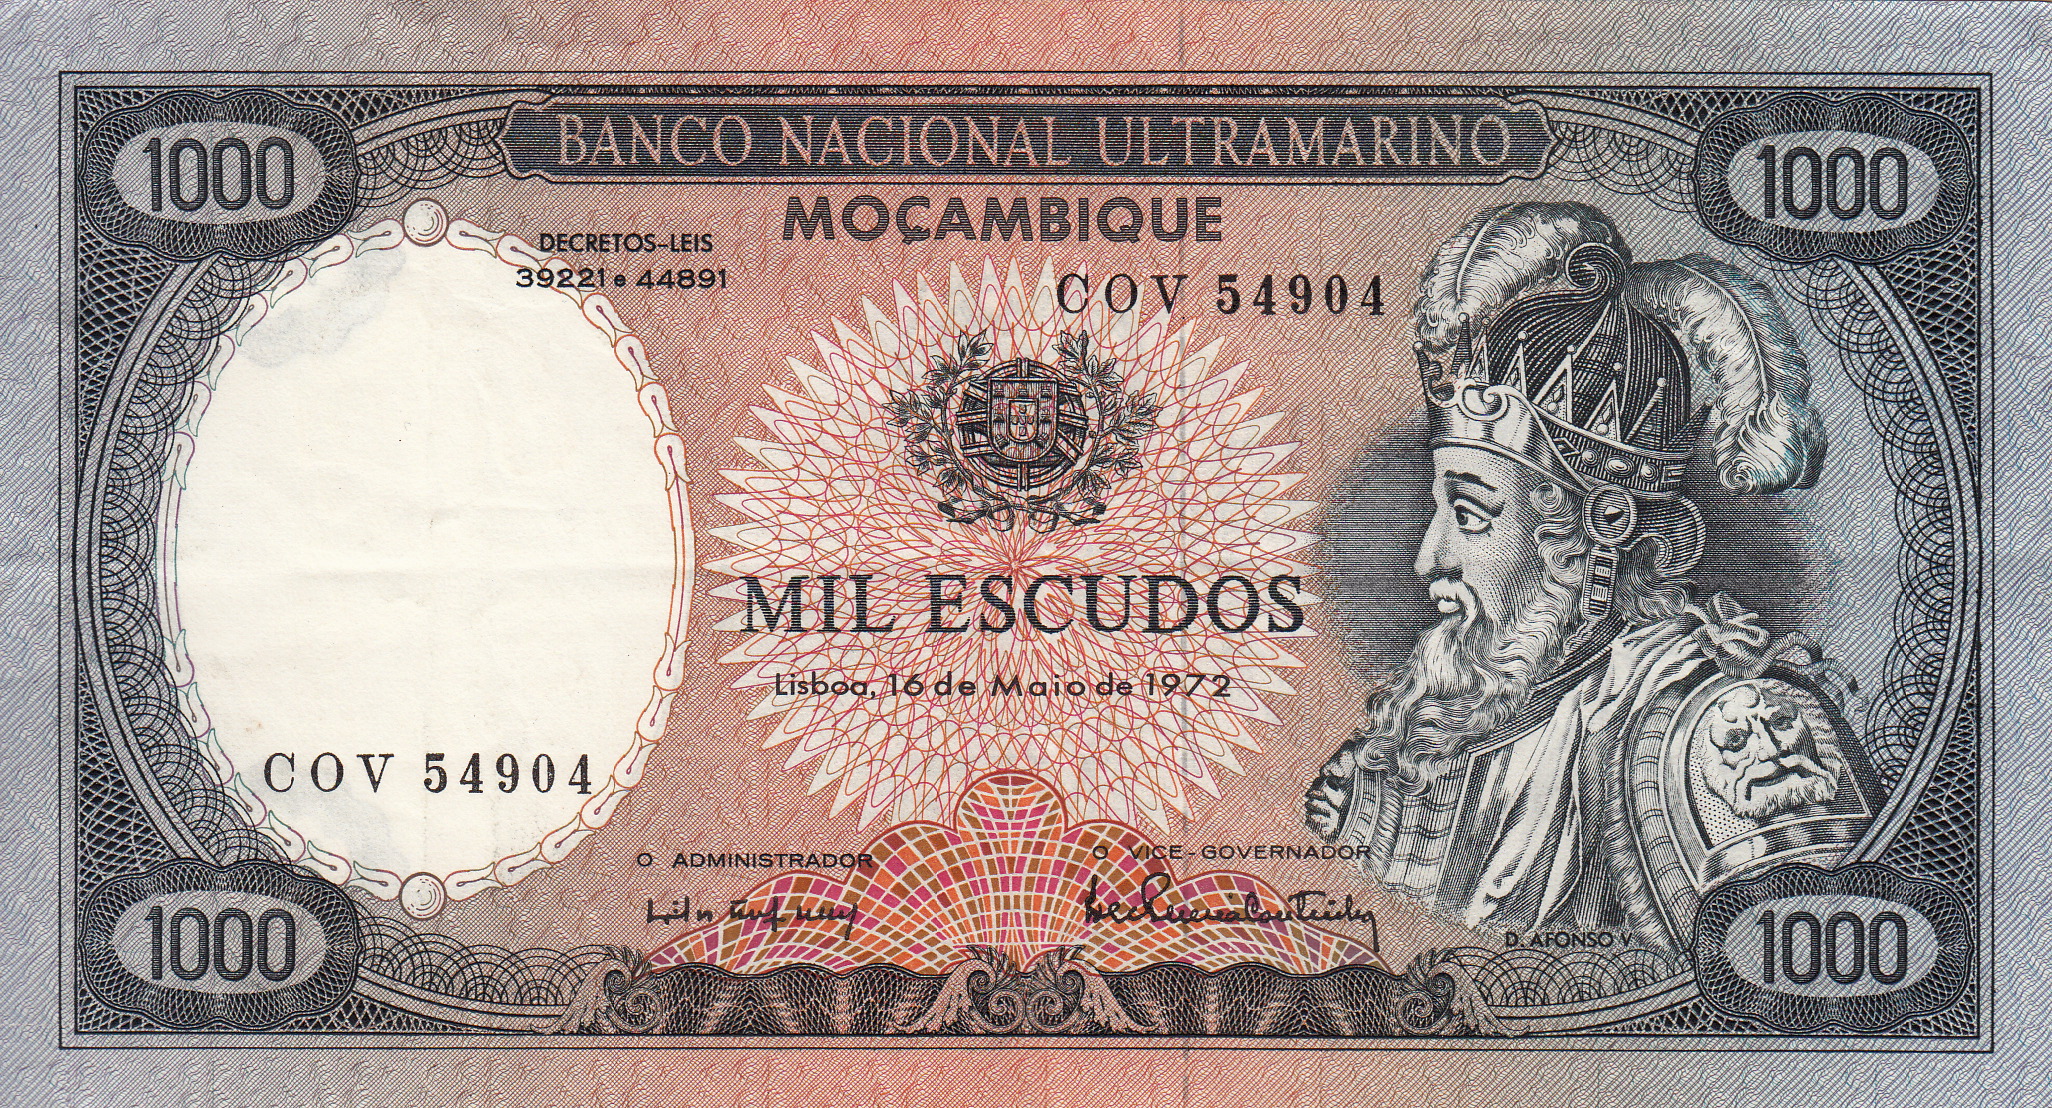 1000
BANCO NACIONAL ULTRAMARINO
1000
MOÇAMBIQUE
DECRETOS-LEIS
39221 e 44891
COV 54904
MIL ESCUDOS
Lisboa, 16 de Maio de 1972
COV 54904
O ADMINISTRADOR
O VICE-GOVERNADOR
D. AFONSO V
1000
1000